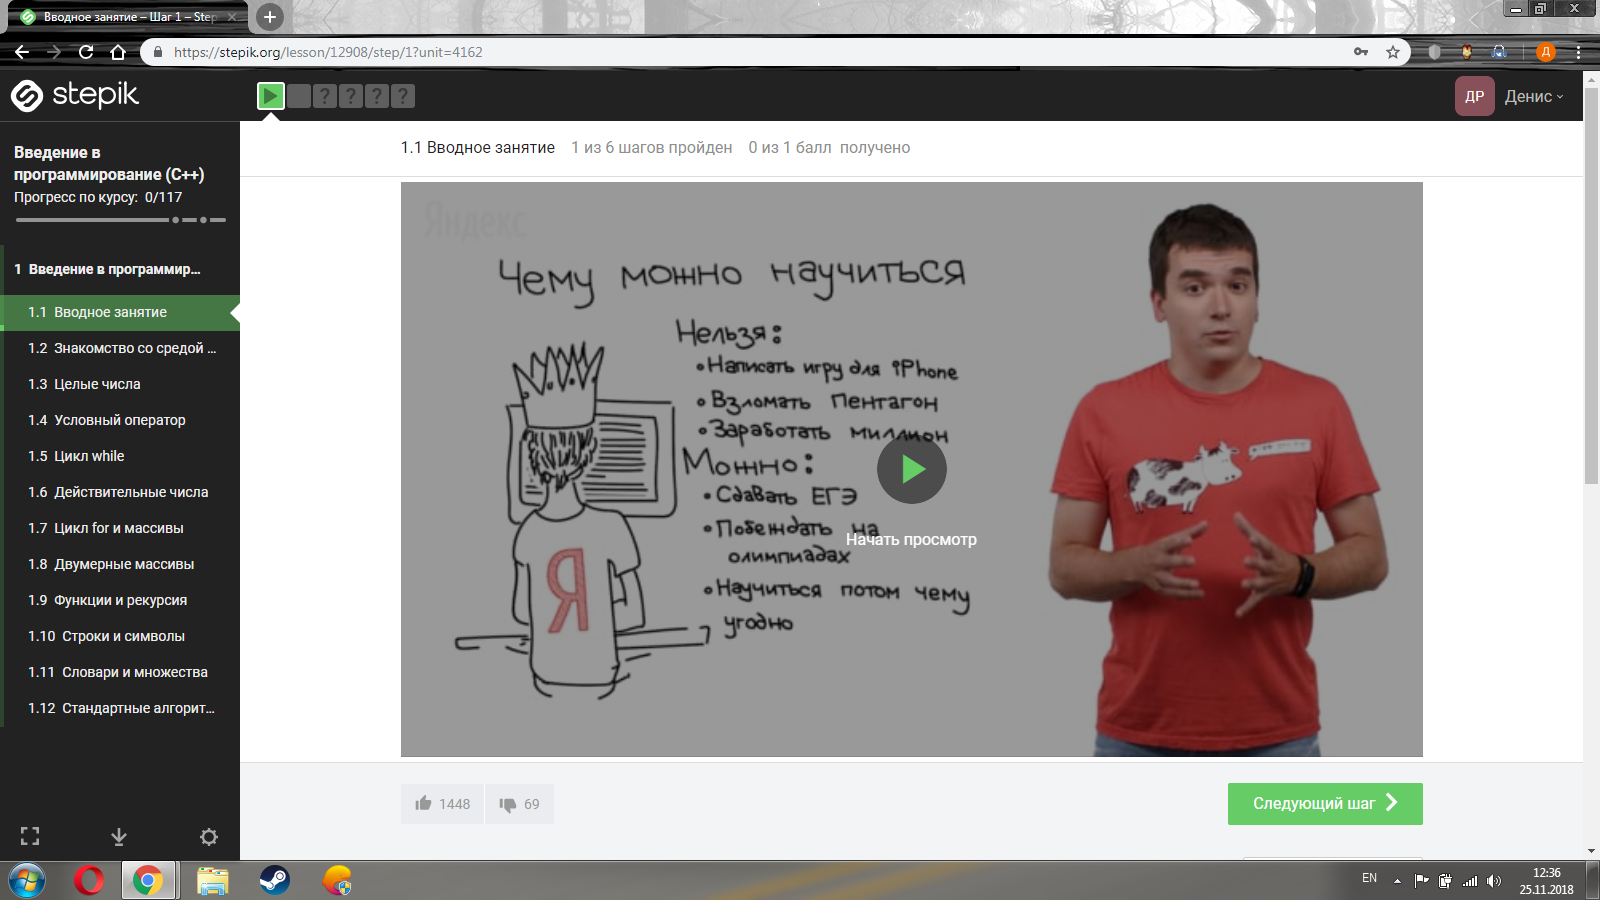 Вводное занятие – Шаг 1 – Step
https://stepik.org/lesson/12908/step/1?unit=4162
stepik
? ? ? ?
ДР Денис
Введение в
программирование (C++)
Прогресс по курсу: 0/117
1 Введение в программир...
1.1 Вводное занятие
1.2 Знакомство со средой ...
1.3 Целые числа
1.4 Условный оператор
1.5 Цикл while
1.6 Действительные числа
1.7 Цикл for и массивы
1.8 Двумерные массивы
1.9 Функции и рекурсия
1.10 Строки и символы
1.11 Словари и множества
1.12 Стандартные алгорит...
1.1 Вводное занятие 1 из 6 шагов пройден 0 из 1 балл получено
Яндекс
Чему можно научиться
Нельзя:
• Написать игру для iPhone
• Взломать Пентагон
• Заработать миллион
Можно:
• Сдавать ЕГЭ
• Побеждать на
олимпиадах
• Научиться потом чему
угодно
Я
Начать просмотр
1448 69
Следующий шаг
EN
12:36
25.11.2018